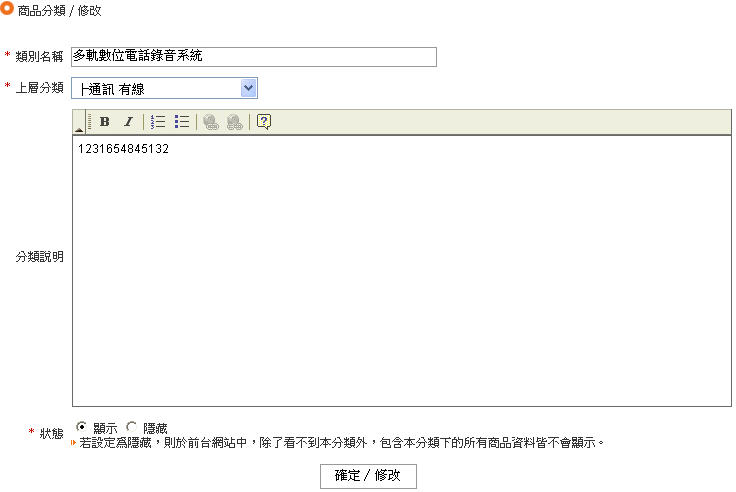 商品分類 / 修改
* 類別名稱 多軌數位電話錄音系統
* 上層分類 ├通訊 有線
B I
1231654845132
分類說明
* 狀態 顯示 隱藏
若設定為隱藏，則於前台網站中，除了看不到本分類外，包含本分類下的所有商品資料皆不會顯示。
確定 / 修改